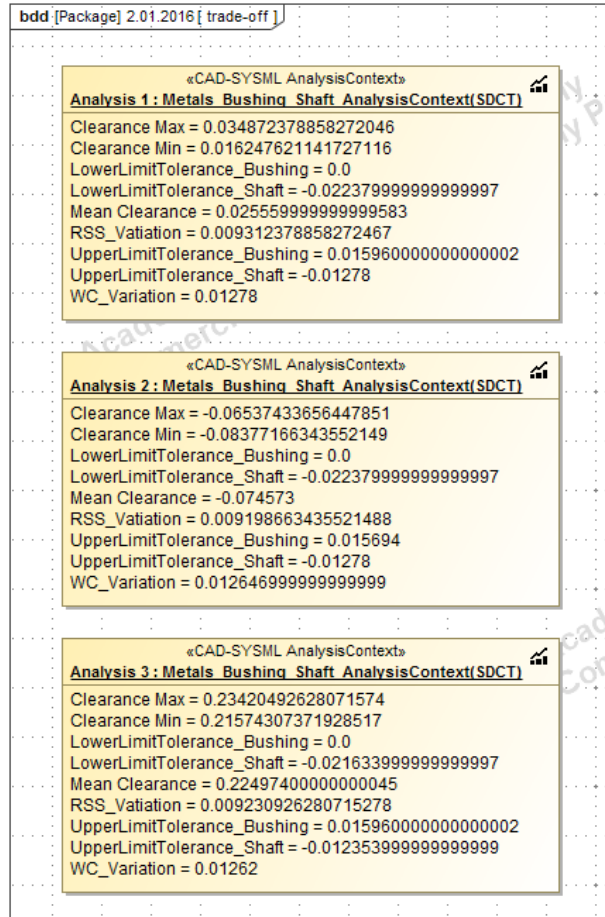 bdd [Package] 2.01.2016 [ trade-off ]
«CAD-SYSML AnalysisContext»
Analysis 1 : Metals_Bushing_Shaft_AnalysisContext(SDCT)
Clearance Max = 0.034872378858272046
Clearance Min = 0.016247621141727116
LowerLimitTolerance_Bushing = 0.0
LowerLimitTolerance_Shaft = -0.022379999999999997
Mean Clearance = 0.025559999999999583
RSS_Vatiation = 0.009312378858272467
UpperLimitTolerance_Bushing = 0.015960000000000002
UpperLimitTolerance_Shaft = -0.01278
WC_Variation = 0.01278
«CAD-SYSML AnalysisContext»
Analysis 2 : Metals_Bushing_Shaft_AnalysisContext(SDCT)
Clearance Max = -0.06537433656447851
Clearance Min = -0.08377166343552149
LowerLimitTolerance_Bushing = 0.0
LowerLimitTolerance_Shaft = -0.022379999999999997
Mean Clearance = -0.074573
RSS_Vatiation = 0.009198663435521488
UpperLimitTolerance_Bushing = 0.015694
UpperLimitTolerance_Shaft = -0.01278
WC_Variation = 0.012646999999999999
«CAD-SYSML AnalysisContext»
Analysis 3 : Metals_Bushing_Shaft_AnalysisContext(SDCT)
Clearance Max = 0.23420492628071574
Clearance Min = 0.21574307371928517
LowerLimitTolerance_Bushing = 0.0
LowerLimitTolerance_Shaft = -0.021633999999999997
Mean Clearance = 0.22497400000000045
RSS_Vatiation = 0.009230926280715278
UpperLimitTolerance_Bushing = 0.015960000000000002
UpperLimitTolerance_Shaft = -0.012353999999999999
WC_Variation = 0.01262